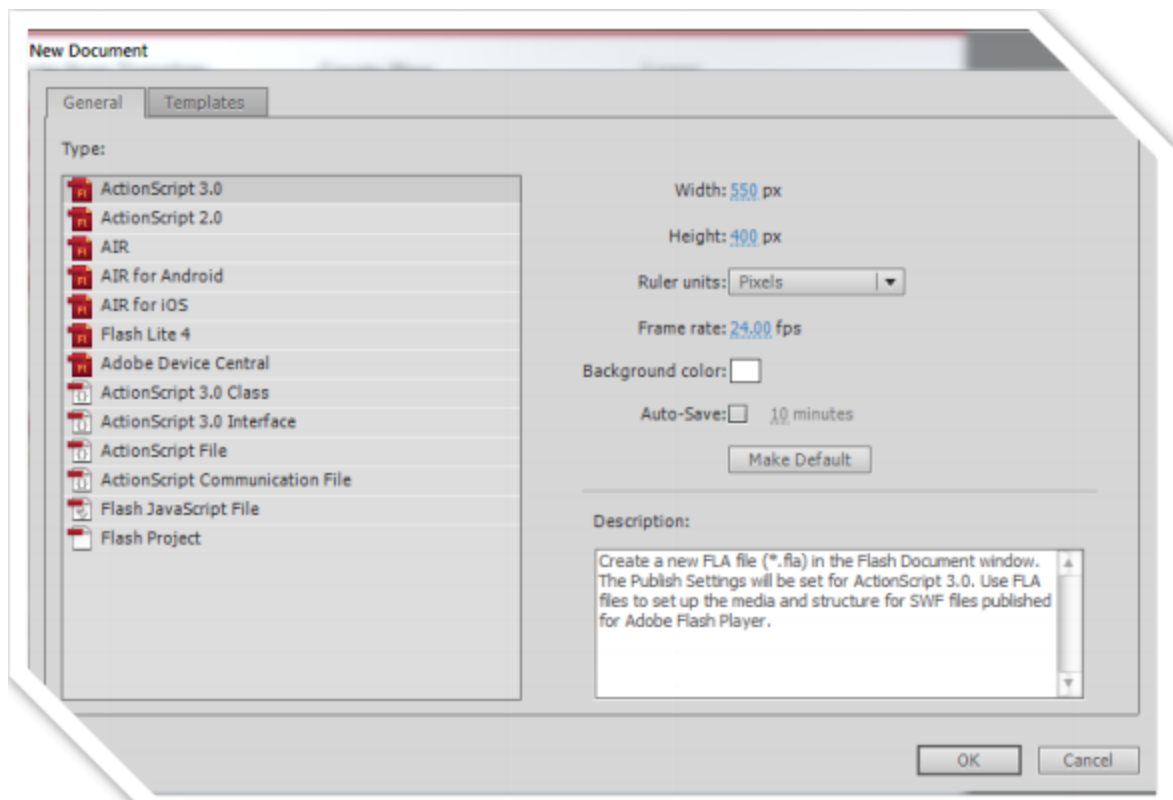 New Document
General
Templates
Type:
ActionScript 3.0
ActionScript 2.0
AIR
AIR for Android
AIR for iOS
Flash Lite 4
Adobe Device Central
ActionScript 3.0 Class
ActionScript 3.0 Interface
ActionScript File
ActionScript Communication File
Flash JavaScript File
Flash Project
Width: 550 px
Height: 400 px
Ruler units: Pixels
Frame rate: 24.00 fps
Background color:
Auto-Save: 10 minutes
Make Default
Description:
Create a new FLA file (*.fla) in the Flash Document window.
The Publish Settings will be set for ActionScript 3.0. Use FLA
files to set up the media and structure for SWF files published
for Adobe Flash Player.
OK
Cancel